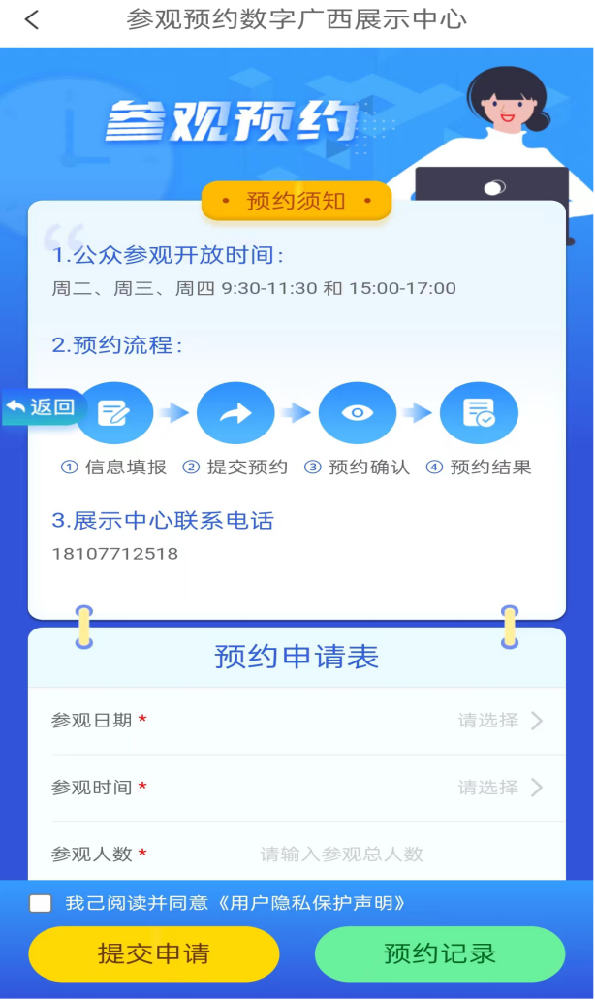 参观预约数字广西展示中心
参观预约
· 预约须知 ·
1.公众参观开放时间:
周二、周三、周四 9:30-11:30 和 15:00-17:00
2.预约流程:
返回
① 信息填报 ② 提交预约 ③ 预约确认 ④ 预约结果
3.展示中心联系电话
18107712518
预约申请表
参观日期 * 请选择
参观时间 * 请选择
参观人数 * 请输入参观总人数
我已阅读并同意《用户隐私保护声明》
提交申请 预约记录